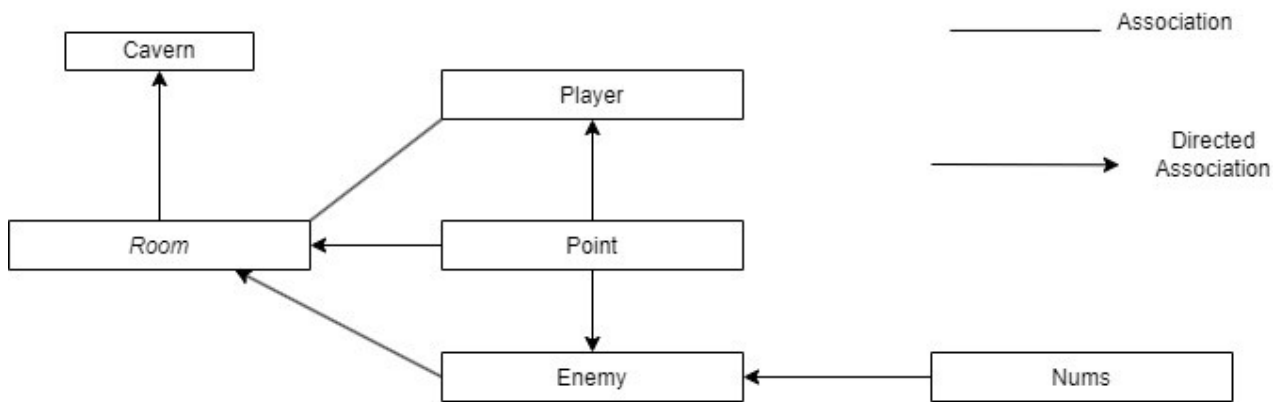 Cavern
Association
Player
Directed
Association
Room
Point
Enemy
Nums